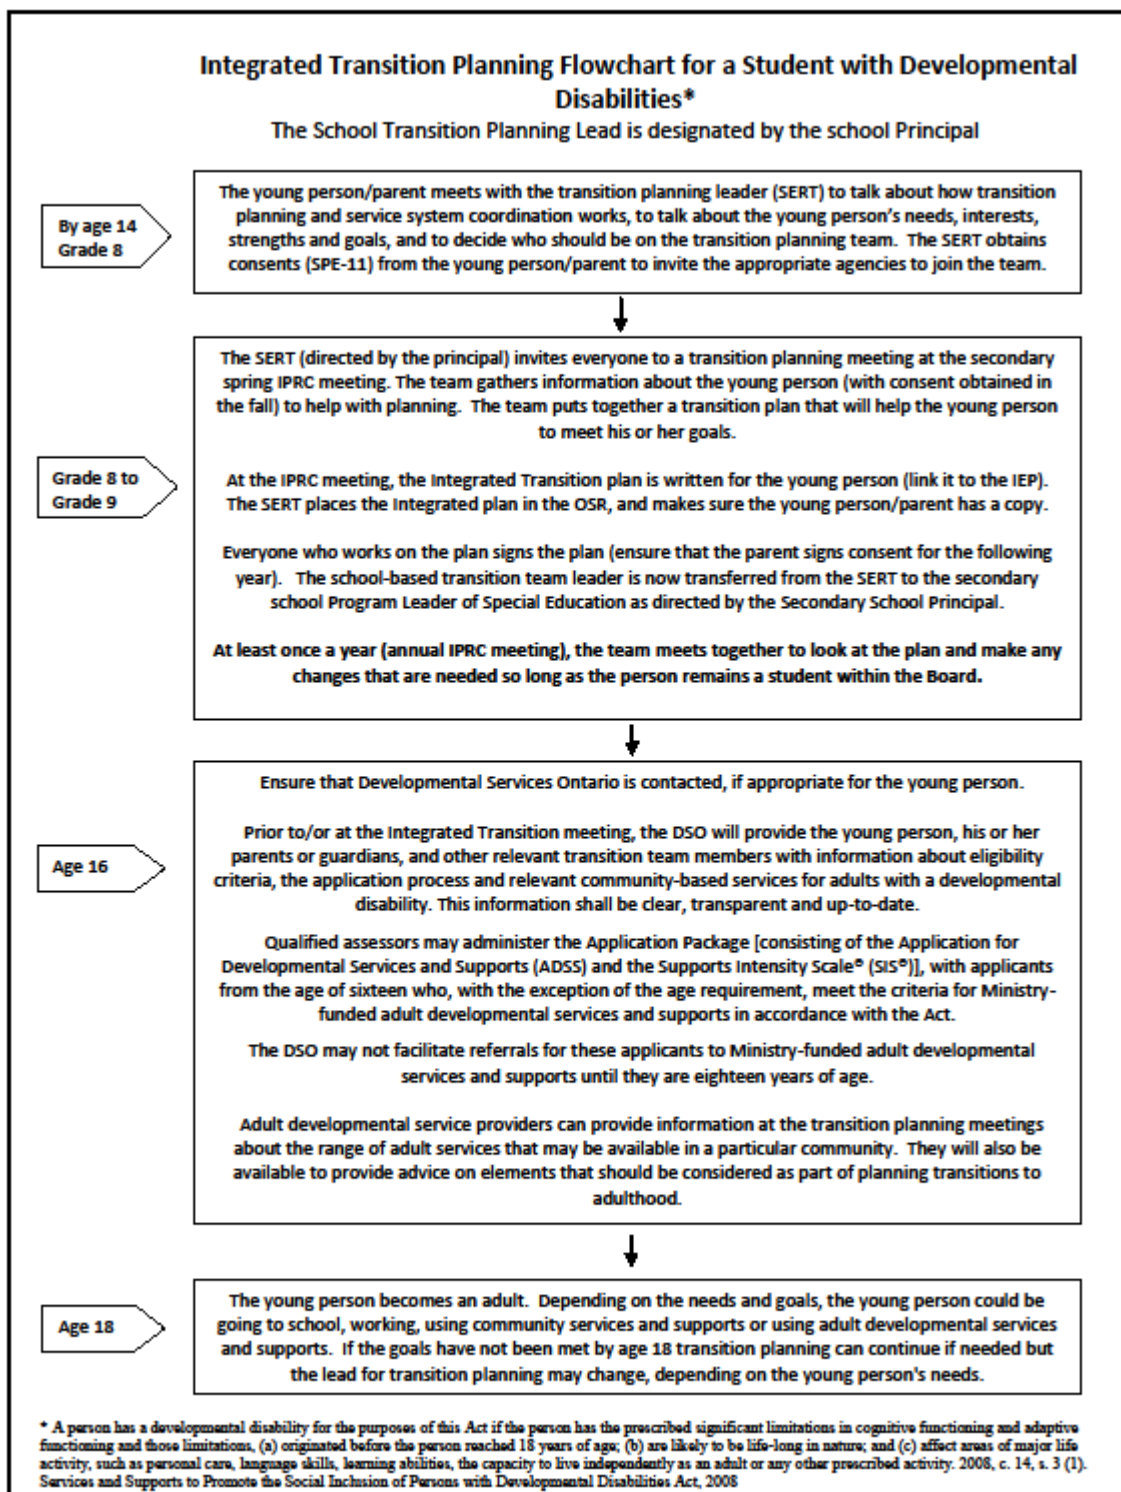 Integrated Transition Planning Flowchart for a Student with Developmental
Disabilities*
The School Transition Planning Lead is designated by the school Principal
By age 14
Grade 8
The young person/parent meets with the transition planning leader (SERT) to talk about how transition
planning and service system coordination works, to talk about the young person's needs, interests,
strengths and goals, and to decide who should be on the transition planning team.  The SERT obtains
consents (SPE-11) from the young person/parent to invite the appropriate agencies to join the team.
Grade 8 to
Grade 9
The SERT (directed by the principal) invites everyone to a transition planning meeting at the secondary
spring IPRC meeting. The team gathers information about the young person (with consent obtained in
the fall) to help with planning.  The team puts together a transition plan that will help the young person
to meet his or her goals.
At the IPRC meeting, the Integrated Transition plan is written for the young person (link it to the IEP).
The SERT places the Integrated plan in the OSR, and makes sure the young person/parent has a copy.
Everyone who works on the plan signs the plan (ensure that the parent signs consent for the following
year).   The school-based transition team leader is now transferred from the SERT to the secondary
school Program Leader of Special Education as directed by the Secondary School Principal.
At least once a year (annual IPRC meeting), the team meets together to look at the plan and make any
changes that are needed so long as the person remains a student within the Board.
Age 16
Ensure that Developmental Services Ontario is contacted, if appropriate for the young person.
Prior to/or at the Integrated Transition meeting, the DSO will provide the young person, his or her
parents or guardians, and other relevant transition team members with information about eligibility
criteria, the application process and relevant community-based services for adults with a developmental
disability. This information shall be clear, transparent and up-to-date.
Qualified assessors may administer the Application Package [consisting of the Application for
Developmental Services and Supports (ADSS) and the Supports Intensity Scale® (SIS®)], with applicants
from the age of sixteen who, with the exception of the age requirement, meet the criteria for Ministry-
funded adult developmental services and supports in accordance with the Act.
The DSO may not facilitate referrals for these applicants to Ministry-funded adult developmental
services and supports until they are eighteen years of age.
Adult developmental service providers can provide information at the transition planning meetings
about the range of adult services that may be available in a particular community.  They will also be
available to provide advice on elements that should be considered as part of planning transitions to
adulthood.
Age 18
The young person becomes an adult.  Depending on the needs and goals, the young person could be
going to school, working, using community services and supports or using adult developmental services
and supports.  If the goals have not been met by age 18 transition planning can continue if needed but
the lead for transition planning may change, depending on the young person's needs.
* A person has a developmental disability for the purposes of this Act if the person has the prescribed significant limitations in cognitive functioning and adaptive
functioning and those limitations, (a) originated before the person reached 18 years of age; (b) are likely to be life-long in nature; and (c) affect areas of major life
activity, such as personal care, language skills, learning abilities, the capacity to live independently as an adult or any other prescribed activity. 2008, c. 14, s. 3 (1).
Services and Supports to Promote the Social Inclusion of Persons with Developmental Disabilities Act, 2008